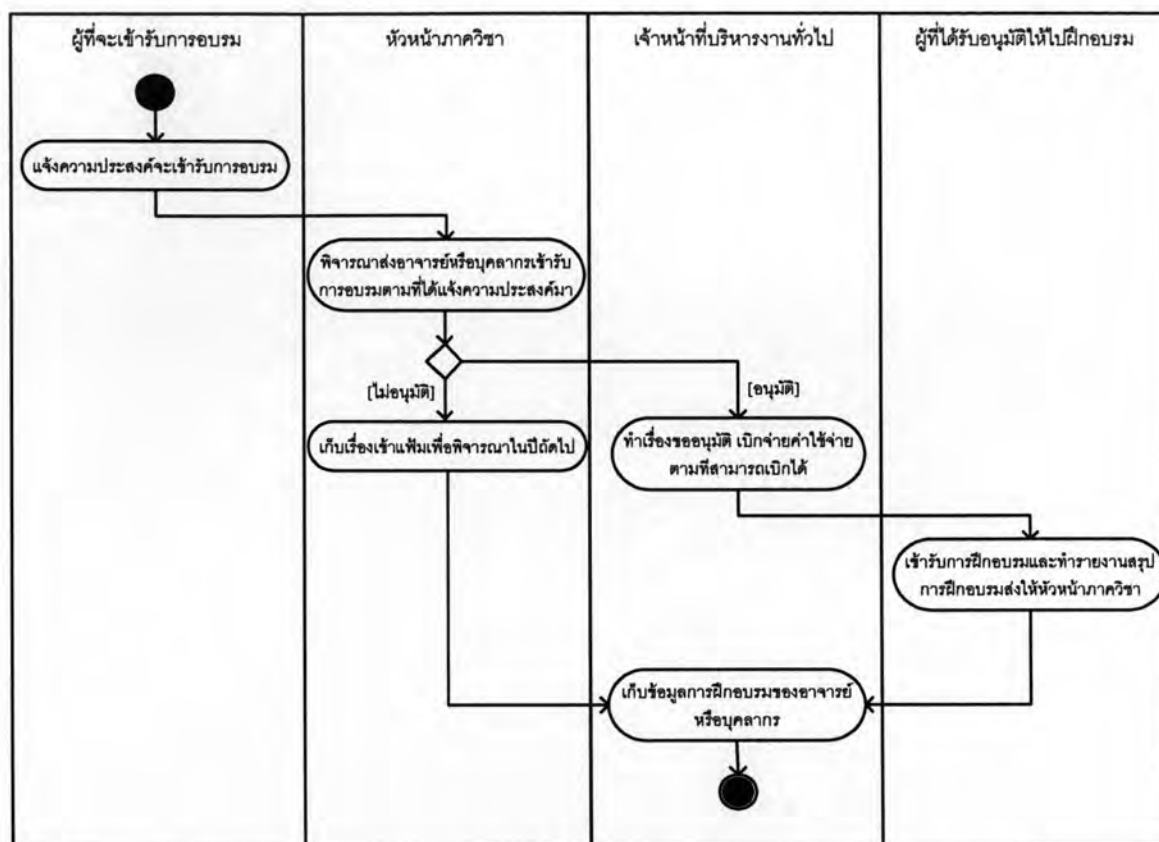 ผู้ที่จะเข้ารับการอบรม
หัวหน้าภาควิชา
เจ้าหน้าที่บริหารงานทั่วไป
ผู้ที่ได้รับอนุมัติให้ไปฝึกอบรม
แจ้งความประสงค์จะเข้ารับการอบรม
พิจารณาส่งอาจารย์หรือบุคลากรเข้ารับ
การอบรมตามที่ได้แจ้งความประสงค์มา
[ไม่อนุมัติ]
[อนุมัติ]
เก็บเรื่องเข้าแฟ้มเพื่อพิจารณาในปีถัดไป
ทำเรื่องขออนุมัติ เบิกจ่ายค่าใช้จ่าย
ตามที่สามารถเบิกได้
เข้ารับการฝึกอบรมและทำรายงานสรุป
การฝึกอบรมส่งให้หัวหน้าภาควิชา
เก็บข้อมูลการฝึกอบรมของอาจารย์
หรือบุคลากร